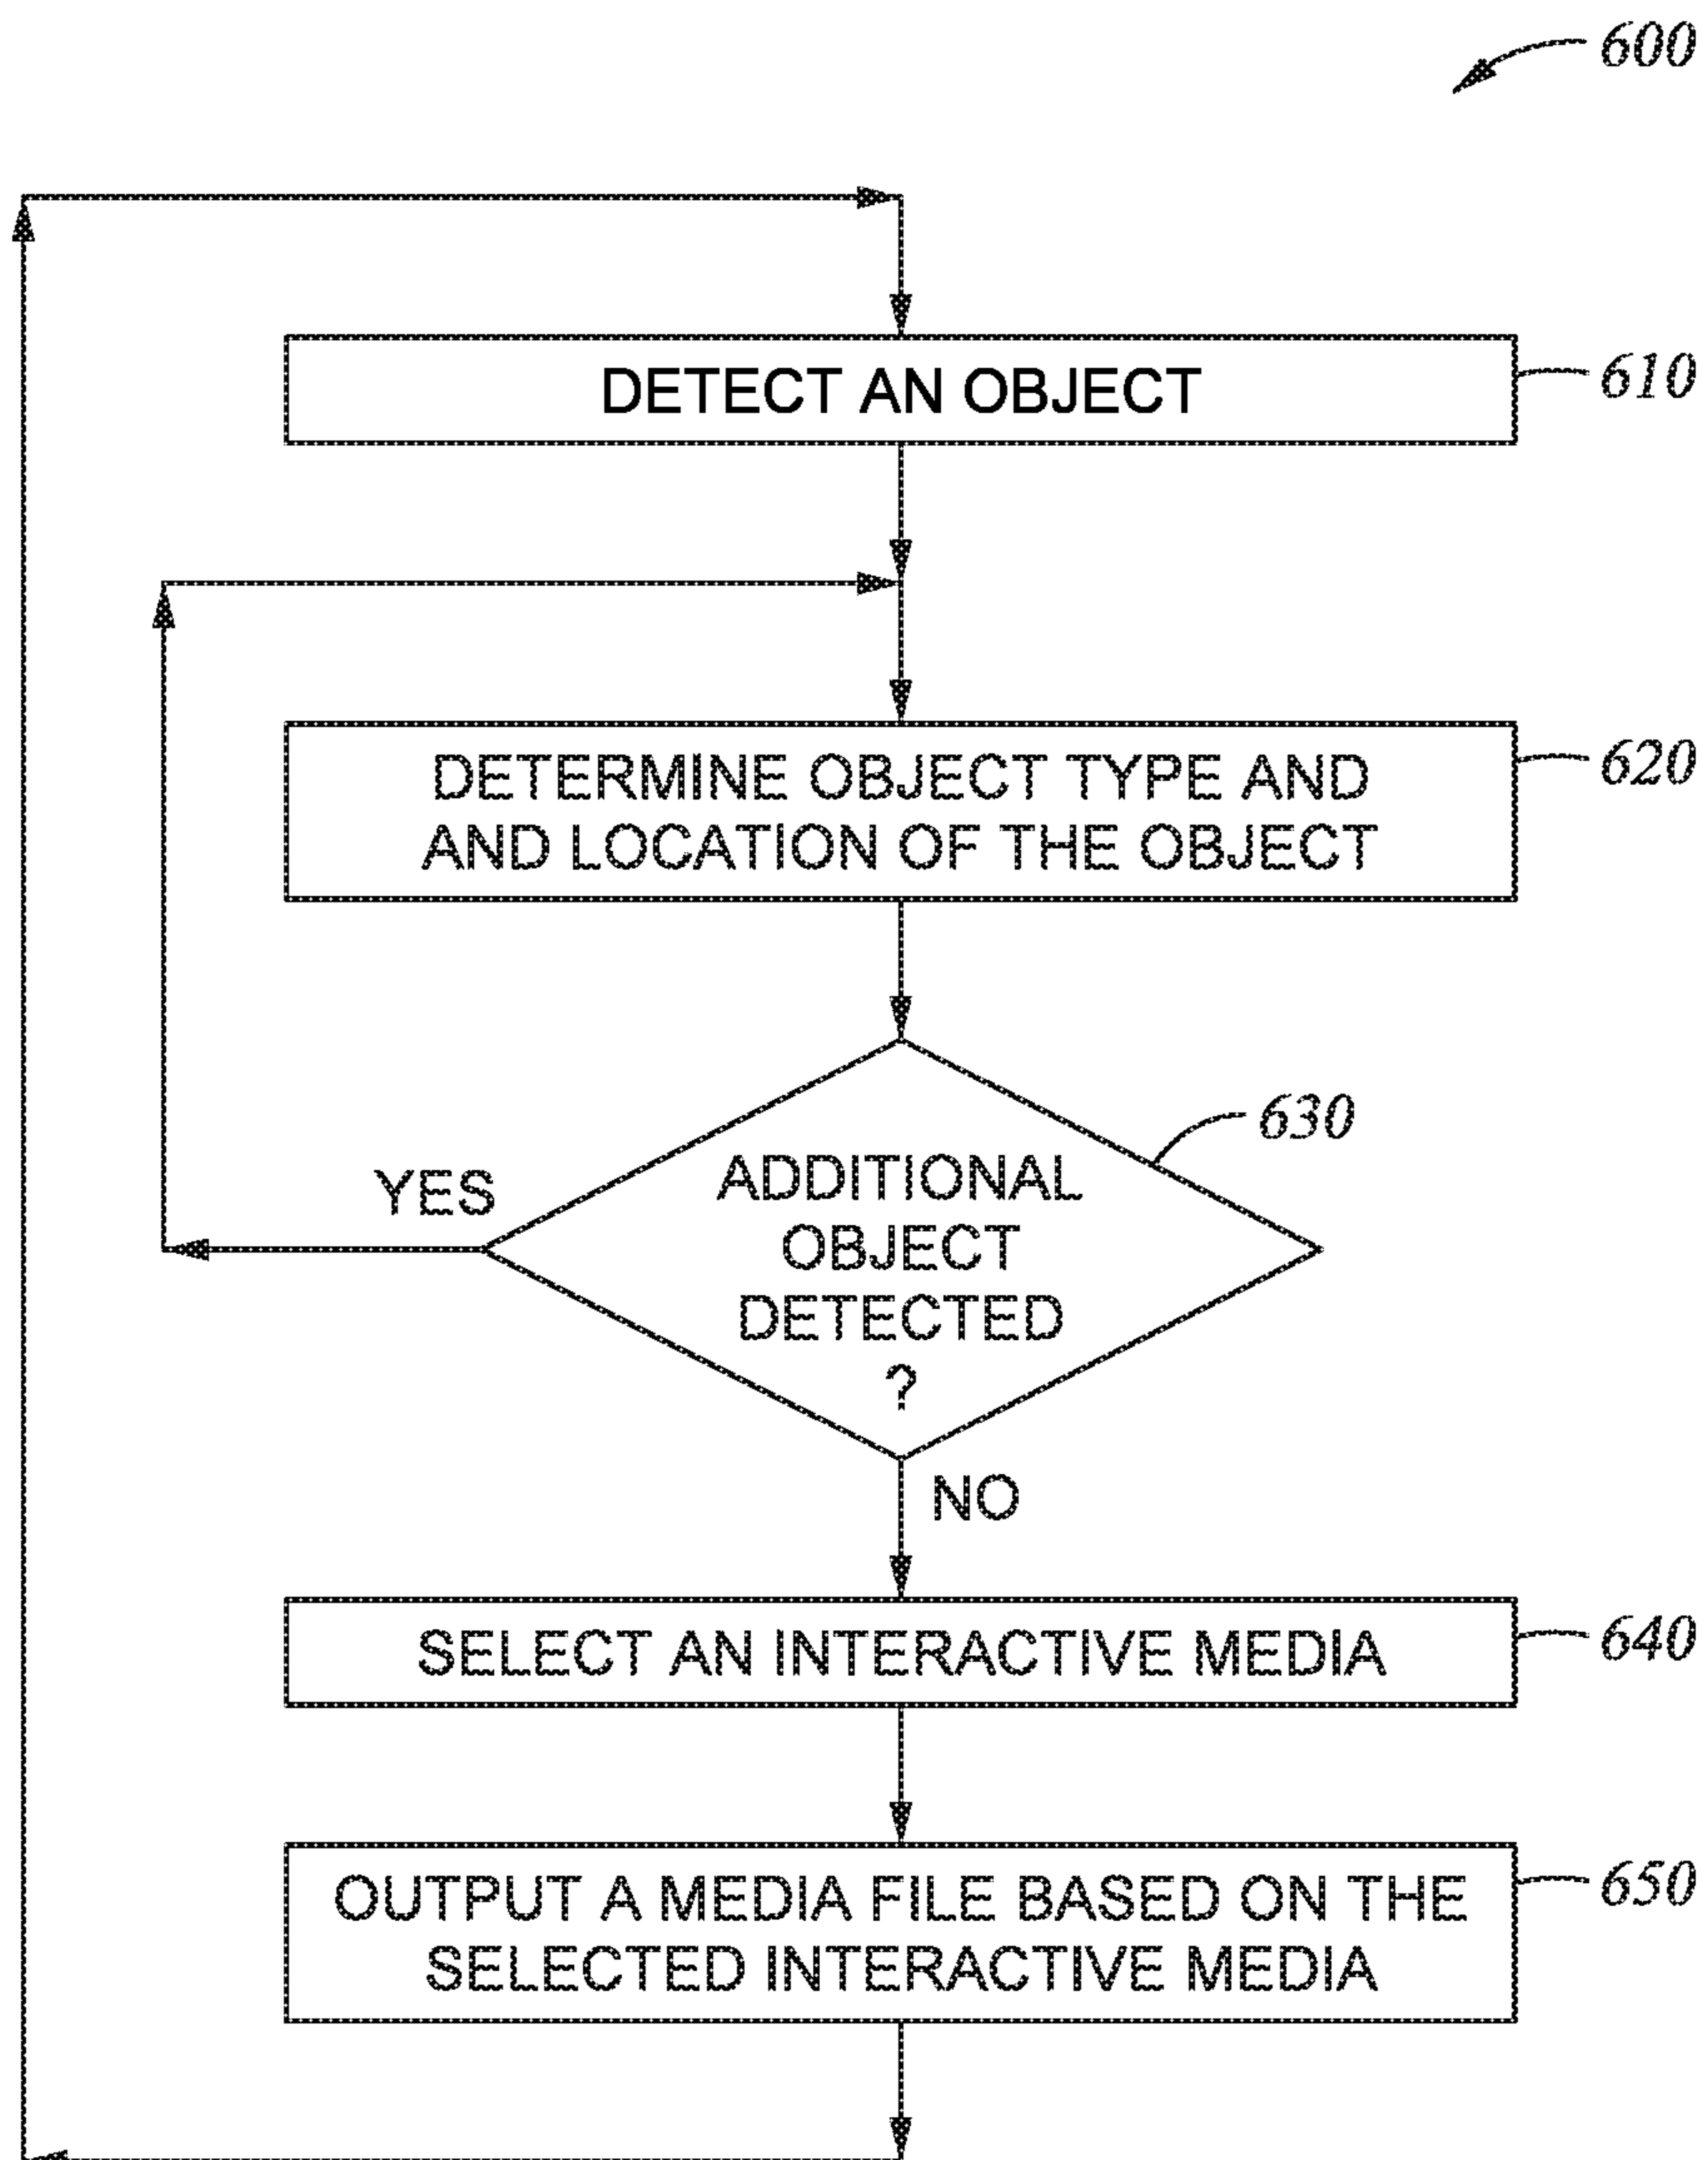 600
DETECT AN OBJECT
610
DETERMINE OBJECT TYPE AND
AND LOCATION OF THE OBJECT
620
630
ADDITIONAL
OBJECT
DETECTED
?
YES
NO
SELECT AN INTERACTIVE MEDIA
640
OUTPUT A MEDIA FILE BASED ON THE
SELECTED INTERACTIVE MEDIA
650